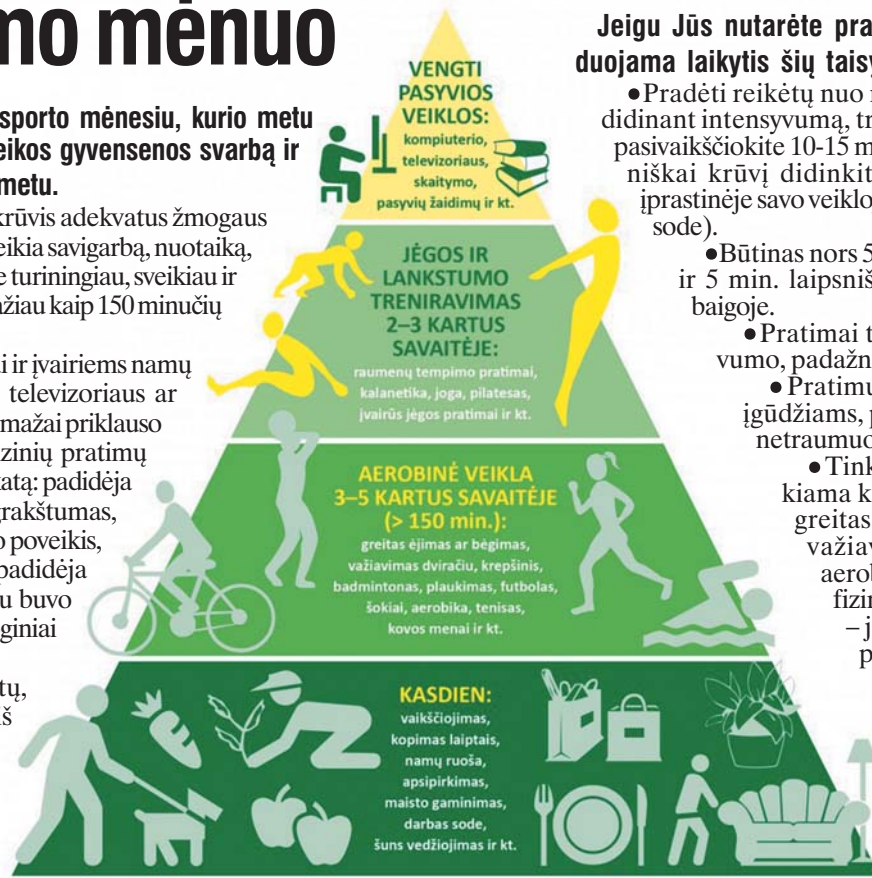 mo mėnuo
sporto mėnesiu, kurio metu
eikos gyvensenos svarbą ir
metu.
krūvis adekvatus žmogaus
eikia savigarbą, nuotaiką,
e turiningiau, sveikiau ir
ažiau kaip 150 minučių
i ir įvairiems namų
televizoriaus ar
mažai priklauso
zinių pratimų
katą: padidėja
grakštumas,
o poveikis,
padidėja
u buvo
giniai
tų,
iš
VENGTI
PASYVIOS
VEIKLOS:
kompiuterio,
televizoriaus,
skaitymo,
pasyvių žaidimų ir kt.
JĖGOS IR
LANKSTUMO
TRENIRAVIMAS
2–3 KARTUS
SAVAITĖJE:
raumenų tempimo pratimai,
kalanetika, joga, pilatesas,
įvairūs jėgos pratimai ir kt.
AEROBINĖ VEIKLA
3–5 KARTUS SAVAITĖJE
(> 150 min.):
greitas ėjimas ar bėgimas,
važiavimas dviračiu, krepšinis,
badmintonas, plaukimas, futbolas,
šokiai, aerobika, tenisas,
kovos menai ir kt.
KASDIEN:
vaikščiojimas,
kopimas laiptais,
namų ruoša,
apsipirkimas,
maisto gaminimas,
darbas sode,
šuns vedžiojimas ir kt.
Jeigu Jūs nutarėte pra
duojama laikytis šių taisy
•Pradėti reikėtų nuo
didinant intensyvumą, tr
pasivaikščiokite 10-15 m
niškai krūvį didinkit
įprastinėje savo veiklo
sode).
•Būtinas nors 5
ir 5 min. laipsniš
baigoje.
•Pratimai t
vumo, padažn
• Pratimu
įgūdžiams, p
netraumuo
• Tink
kiama k
greitas
važiav
aerob
fizin
– j
p